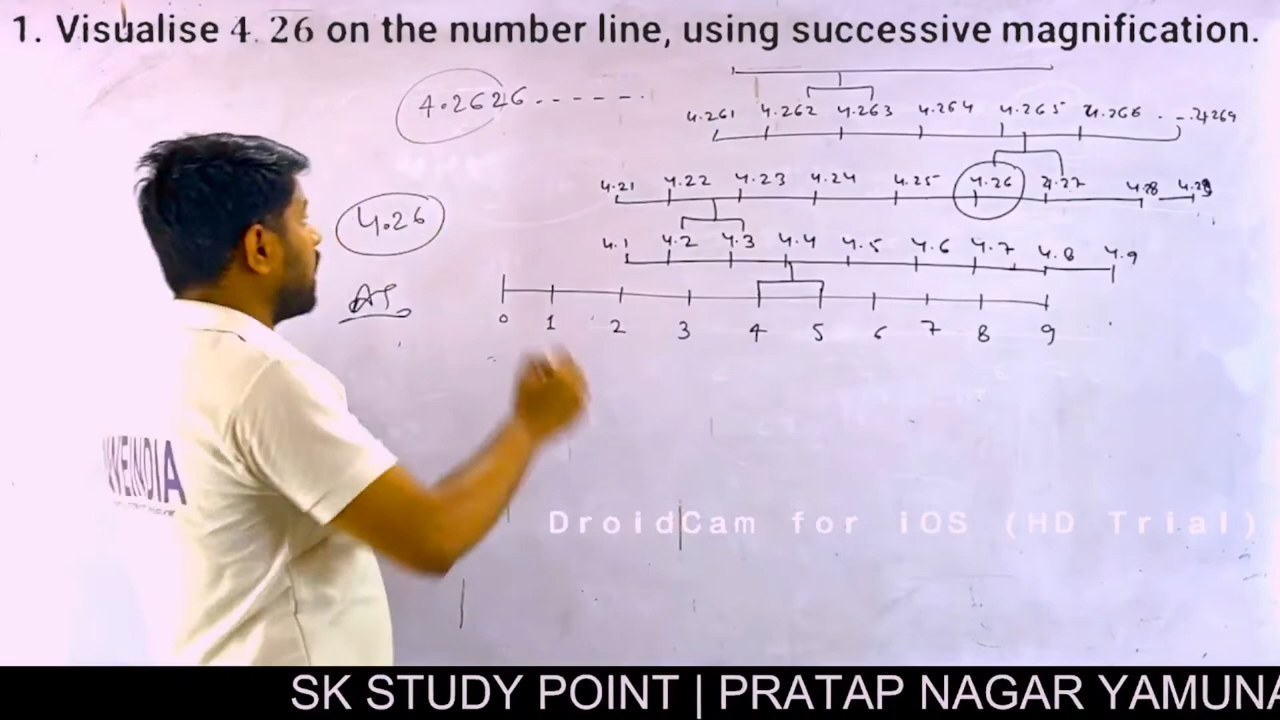 1. Visualise 4.26 on the number line, using successive magnification.
4.2626------.
4.261 4.262 4.263 4.264 4.265 4.266 . - . 4.269
4.21 4.22 4.23 4.24 4.25 4.26 4.27 4.28 4.29
4.26
4.1 4.2 4.3 4.4 4.5 4.6 4.7 4.8 4.9
0 1 2 3 4 5 6 7 8 9
WEINDIA
DroidCam for iOS (HD Trial)
SK STUDY POINT | PRATAP NAGAR YAMUNA